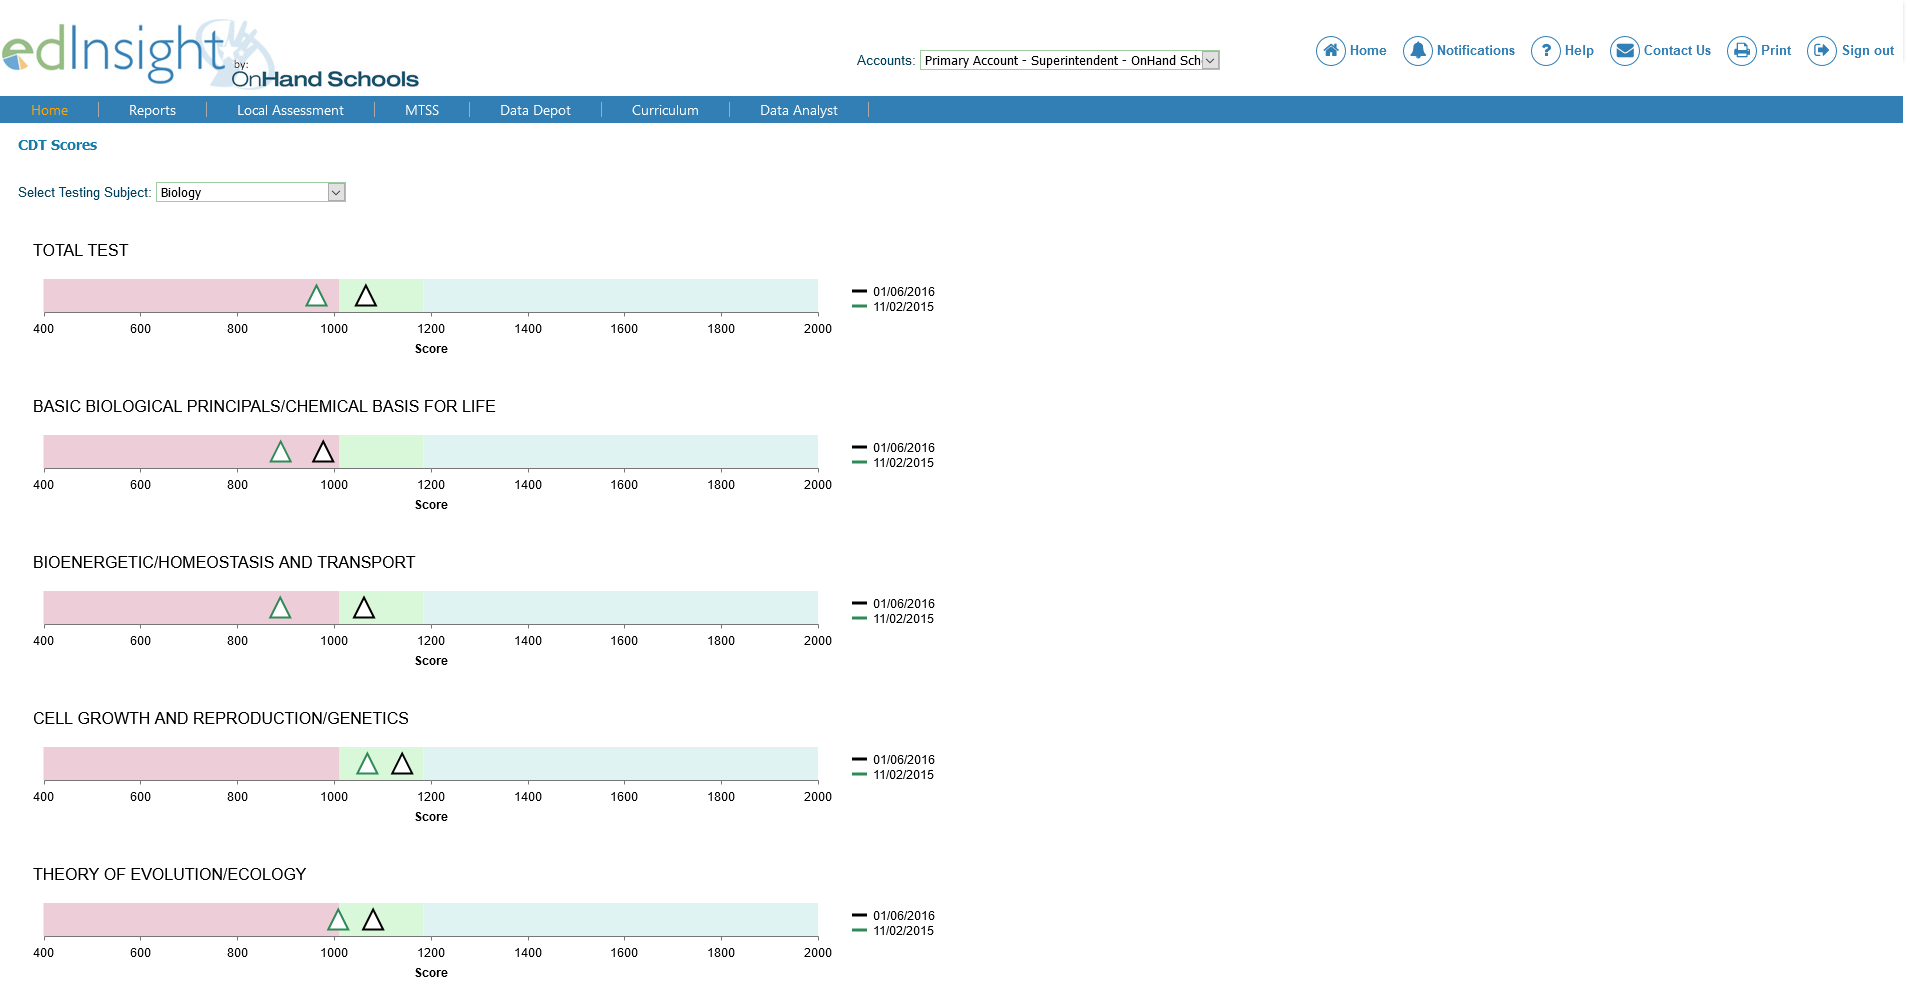 edInsight
by:
OnHand Schools
Accounts: Primary Account - Superintendent - OnHand Sch
Home Notifications ? Help Contact Us Print Sign out
Home Reports Local Assessment MTSS Data Depot Curriculum Data Analyst
CDT Scores
Select Testing Subject: Biology
TOTAL TEST
01/06/2016
11/02/2015
400 600 800 1000 1200 1400 1600 1800 2000
Score
BASIC BIOLOGICAL PRINCIPALS/CHEMICAL BASIS FOR LIFE
01/06/2016
11/02/2015
400 600 800 1000 1200 1400 1600 1800 2000
Score
BIOENERGETIC/HOMEOSTASIS AND TRANSPORT
01/06/2016
11/02/2015
400 600 800 1000 1200 1400 1600 1800 2000
Score
CELL GROWTH AND REPRODUCTION/GENETICS
01/06/2016
11/02/2015
400 600 800 1000 1200 1400 1600 1800 2000
Score
THEORY OF EVOLUTION/ECOLOGY
01/06/2016
11/02/2015
400 600 800 1000 1200 1400 1600 1800 2000
Score